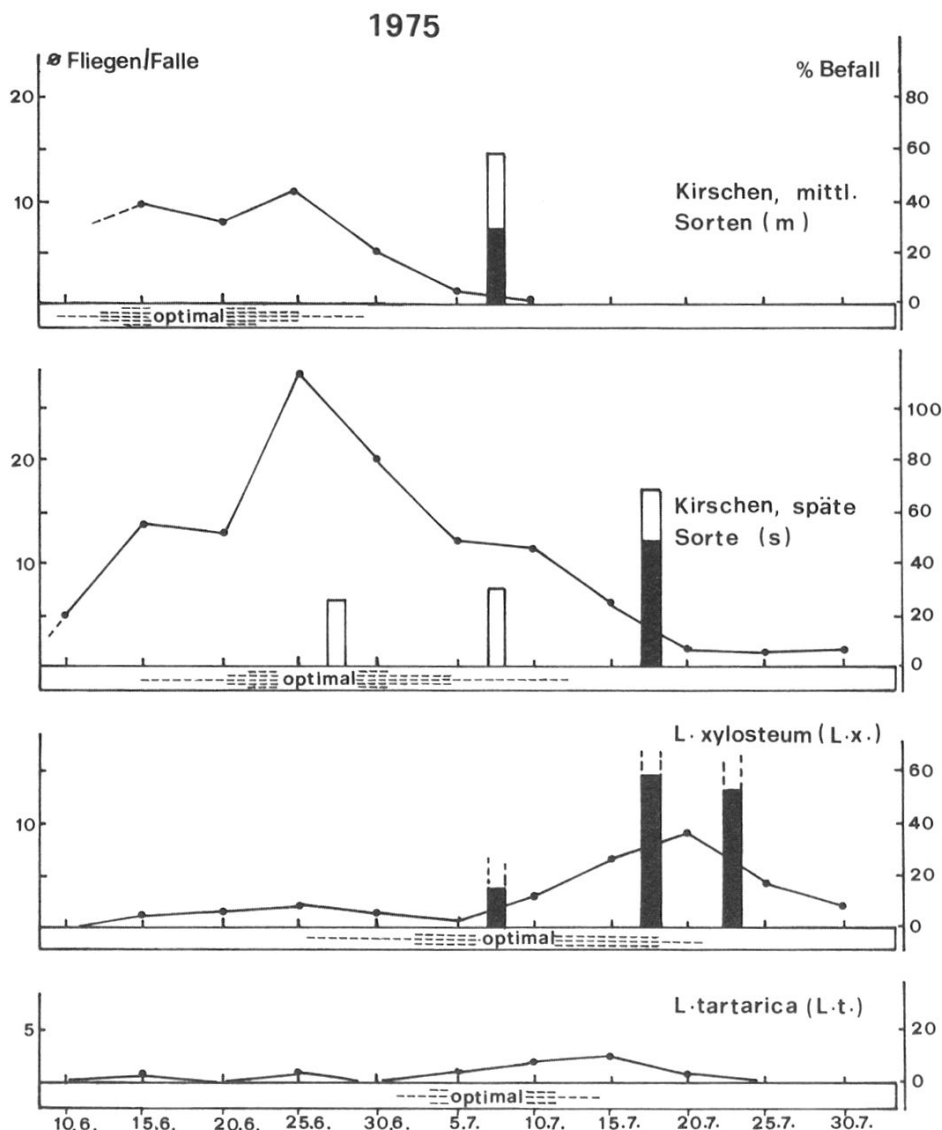 1975
ø Fliegen/Falle
% Befall
20
10
80
60
40
20
0
Kirschen, mittl.
Sorten (m)
optimal
20
10
100
80
60
40
20
0
Kirschen, späte
Sorte (s)
optimal
L. xylosteum (L.x.)
10
60
40
20
0
optimal
L. tartarica (L.t.)
5
20
0
optimal
10.6. 15.6. 20.6. 25.6. 30.6. 5.7. 10.7. 15.7. 20.7. 25.7. 30.7.